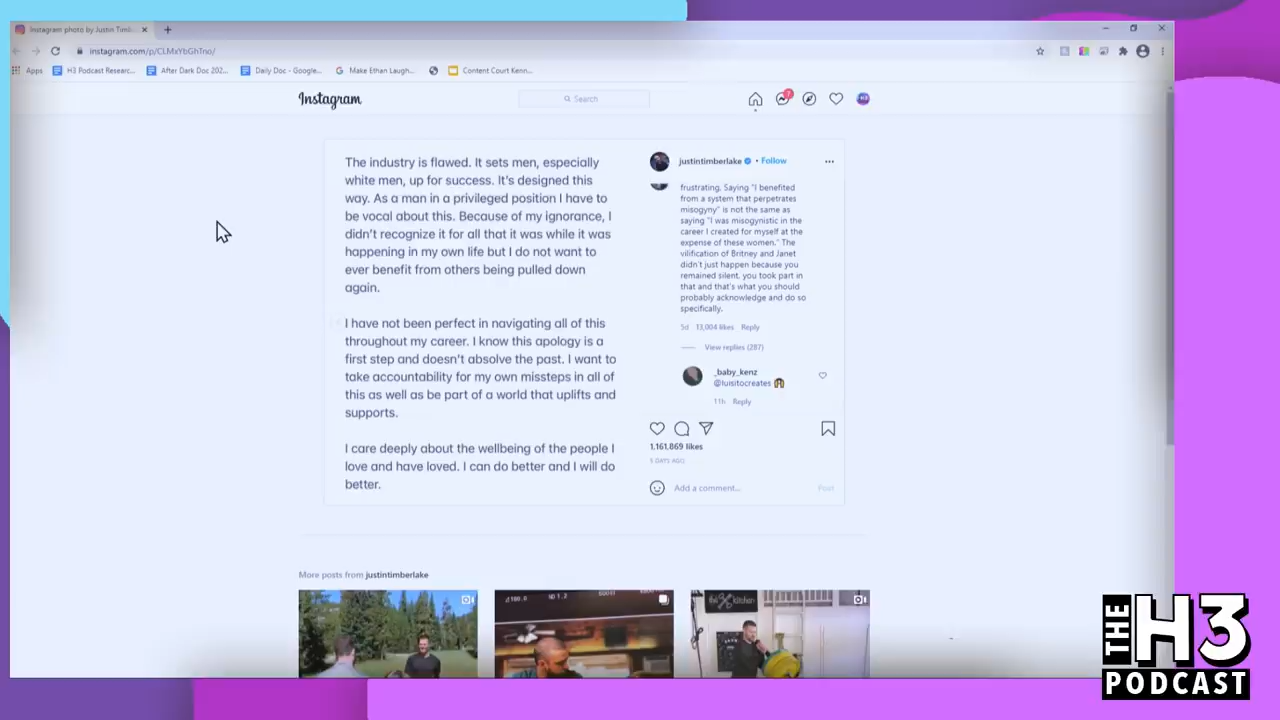 Instagram photo by Justin Timb
instagram.com/p/CLMxYbGhTno/
Apps
H3 Podcast Researc...
After Dark Doc 202...
Daily Doc - Google...
Make Ethan Laugh...
Content Court Kenn...
Instagram
Search
7
The industry is flawed. It sets men, especially
white men, up for success. It's designed this
way. As a man in a privileged position I have to
be vocal about this. Because of my ignorance, I
didn't recognize it for all that it was while it was
happening in my own life but I do not want to
ever benefit from others being pulled down
again.
I have not been perfect in navigating all of this
throughout my career. I know this apology is a
first step and doesn't absolve the past. I want to
take accountability for my own missteps in all of
this as well as be part of a world that uplifts and
supports.
I care deeply about the wellbeing of the people I
love and have loved. I can do better and I will do
better.
justintimberlake • Follow
frustrating. Saying "I benefited
from a system that perpetrates
misogyny" is not the same as
saying "I was misogynistic in the
career I created for myself at the
expense of these women." The
vilification of Britney and Janet
didn't just happen because you
remained silent, you took part in
that and that's what you should
probably acknowledge and do so
specifically.
5d 13,004 likes Reply
View replies (287)
_baby_kenz
@luisitocreates
11h Reply
1,161,869 likes
5 DAYS AGO
Add a comment...
Post
More posts from justintimberlake
kitchen
THE H3
PODCAST